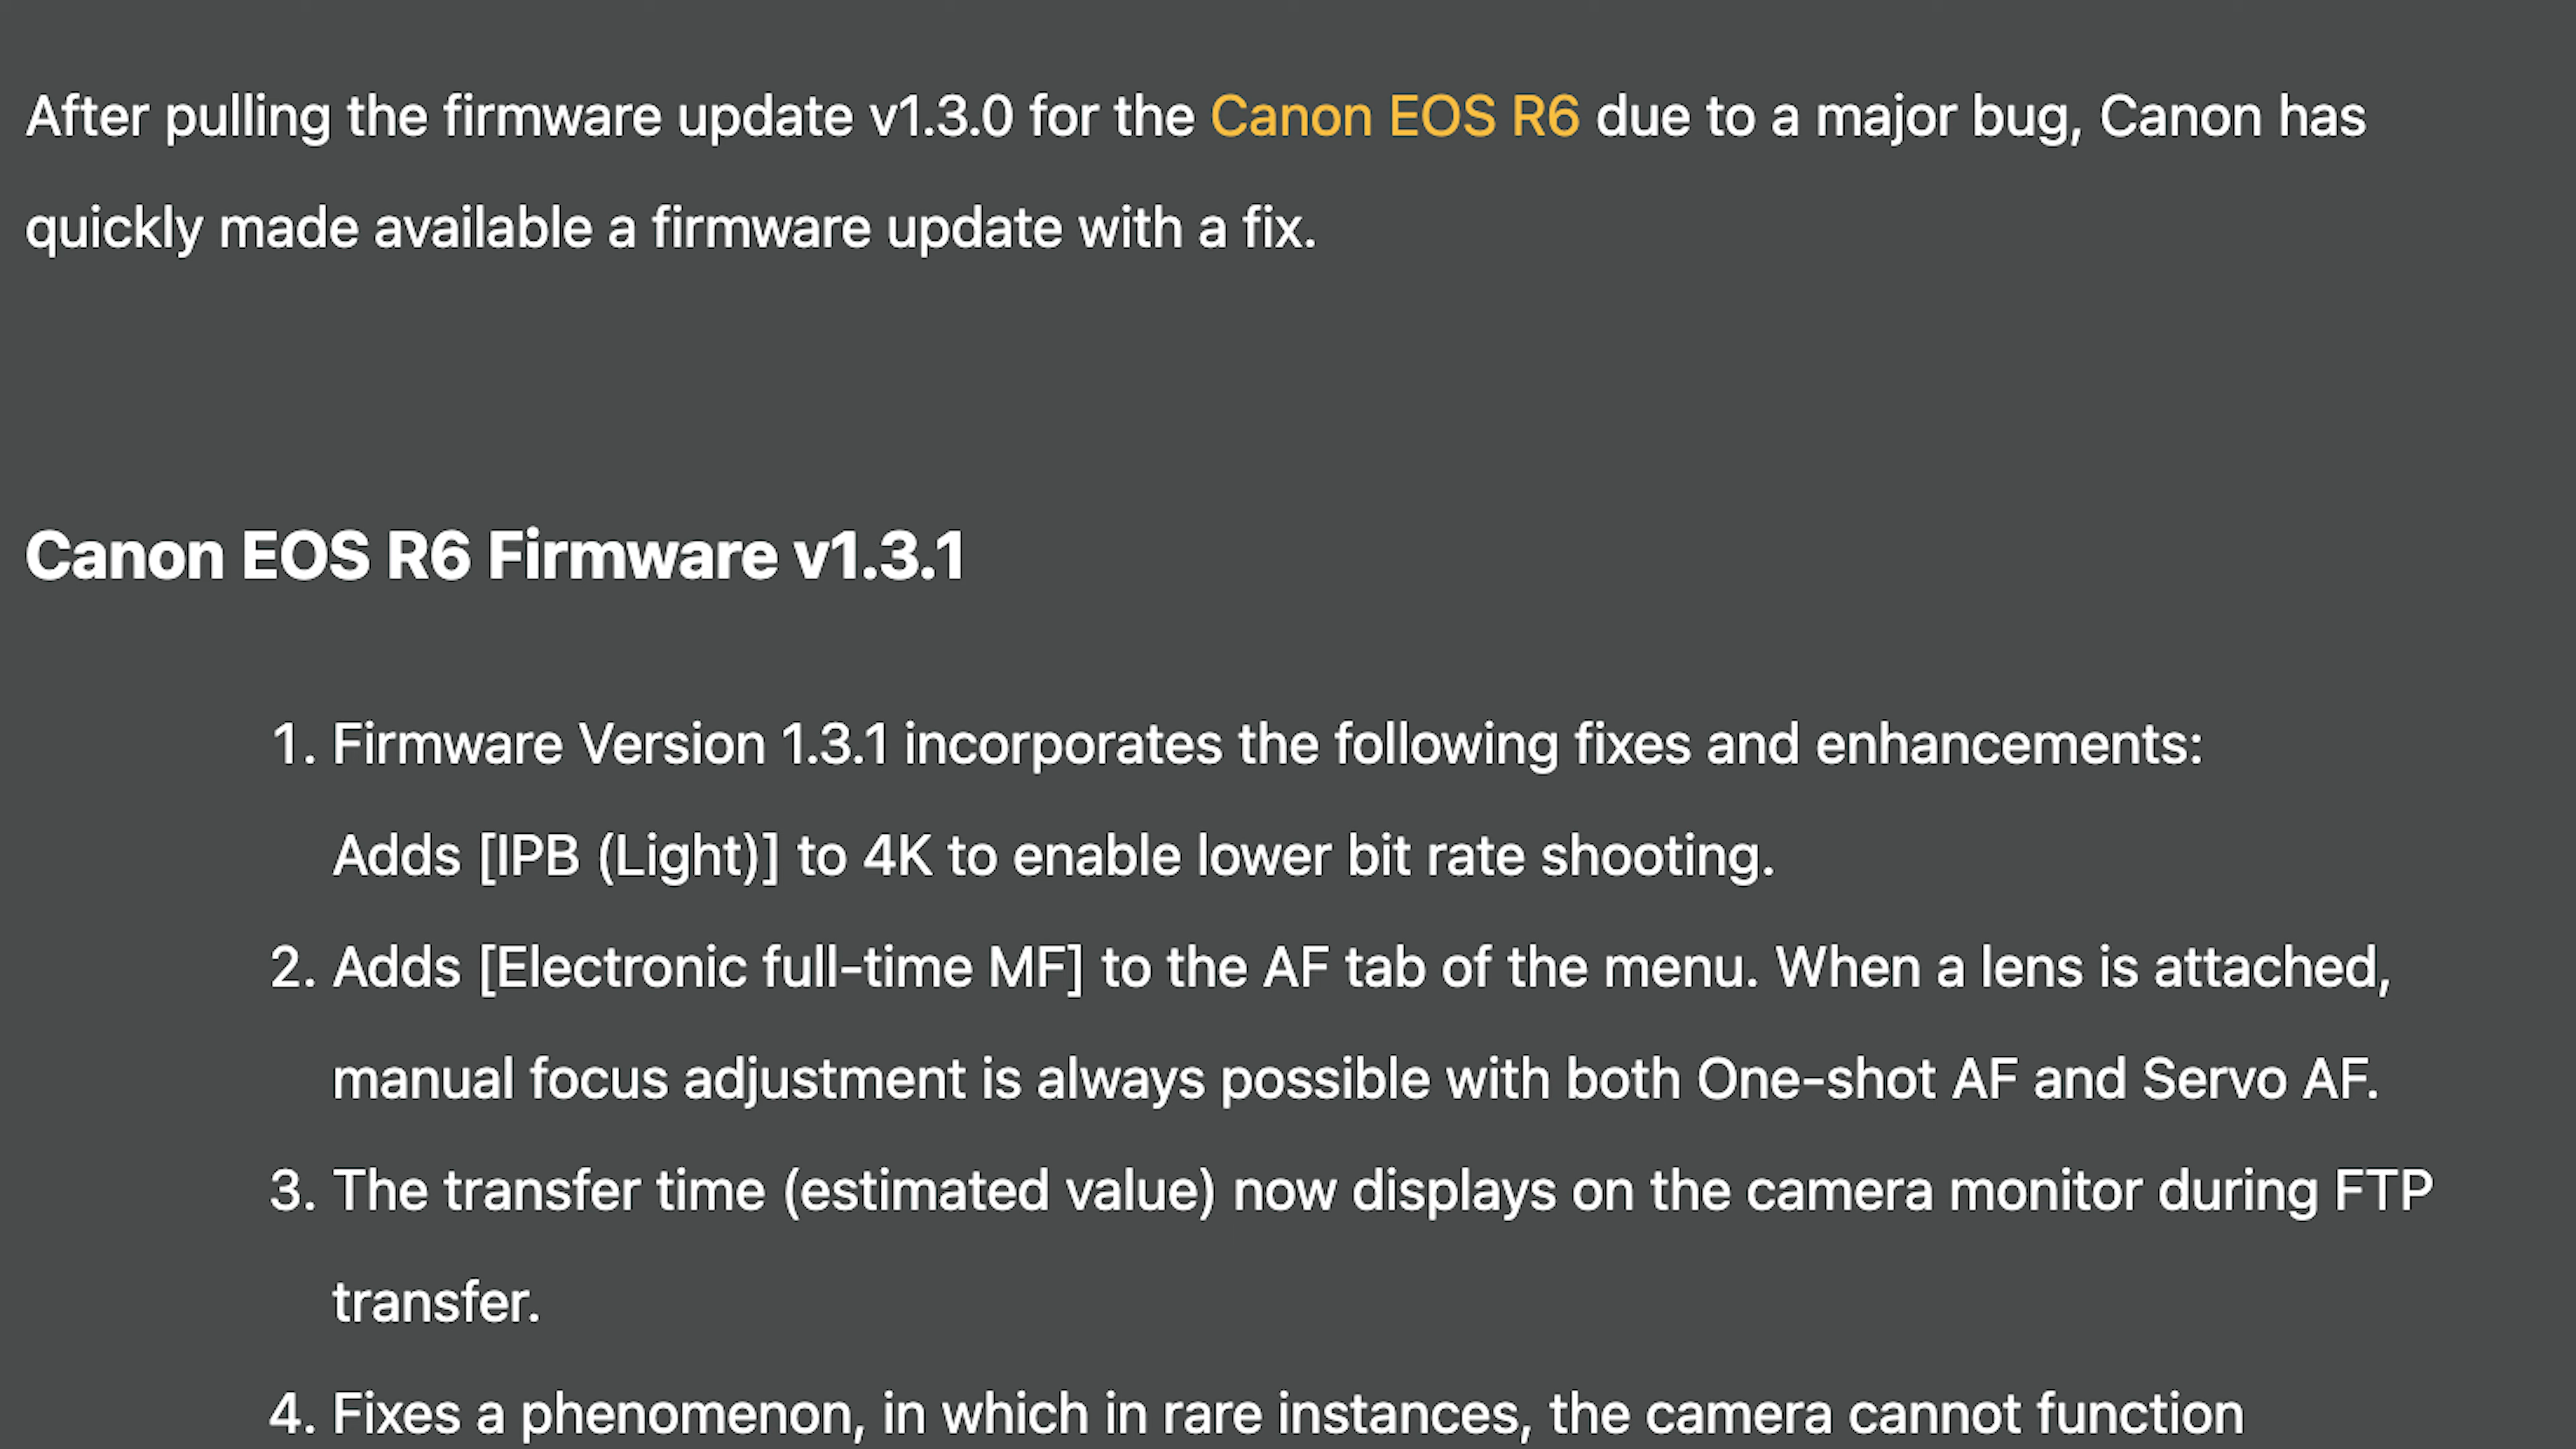 After pulling the firmware update v1.3.0 for the Canon EOS R6 due to a major bug, Canon has
quickly made available a firmware update with a fix.
Canon EOS R6 Firmware v1.3.1
1. Firmware Version 1.3.1 incorporates the following fixes and enhancements:
Adds [IPB (Light)] to 4K to enable lower bit rate shooting.
2. Adds [Electronic full-time MF] to the AF tab of the menu. When a lens is attached,
manual focus adjustment is always possible with both One-shot AF and Servo AF.
3. The transfer time (estimated value) now displays on the camera monitor during FTP
transfer.
4. Fixes a phenomenon, in which in rare instances, the camera cannot function